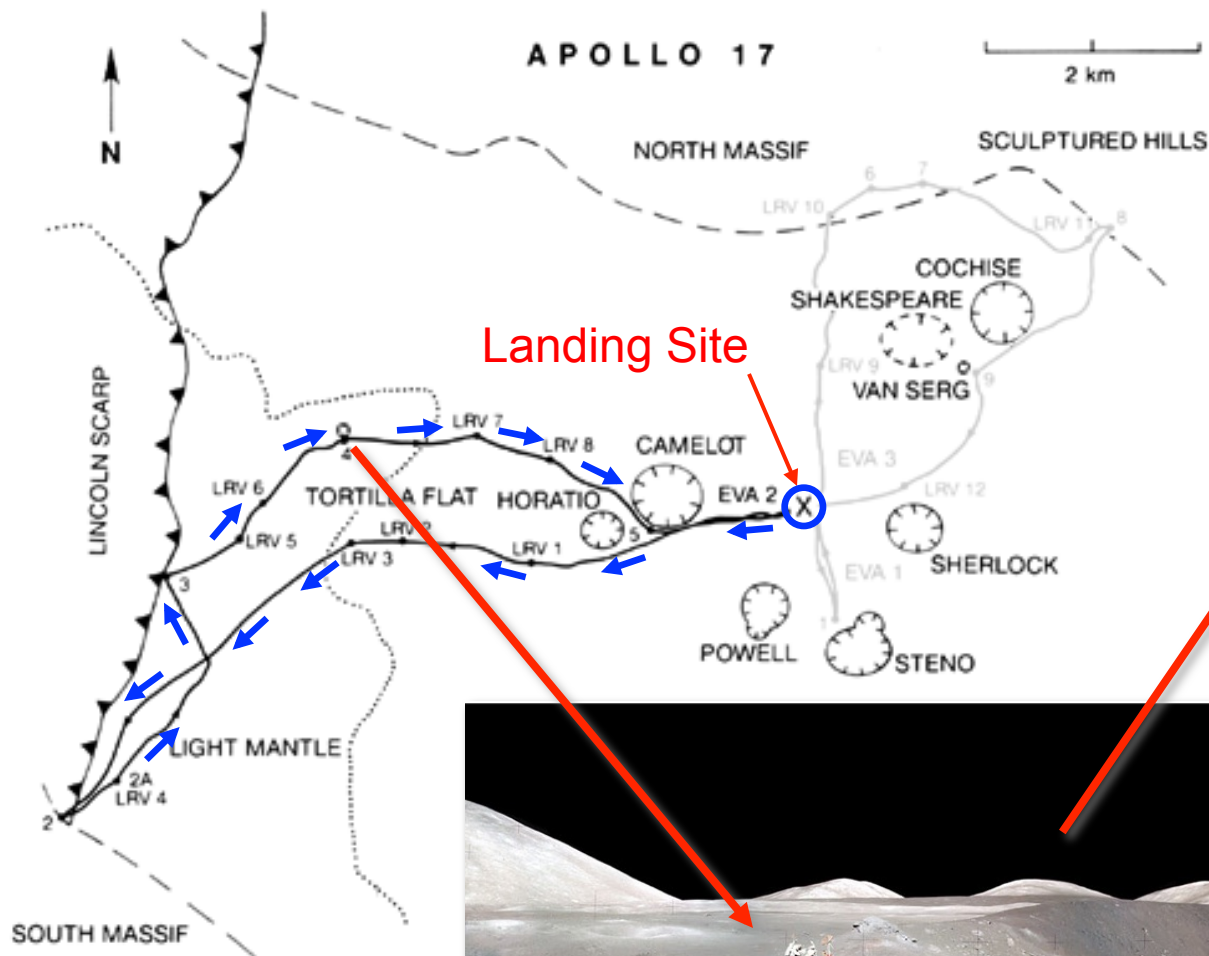 APOLLO 17
2 km
N
NORTH MASSIF
SCULPTURED HILLS
6
7
LRV 10
LRV 11
8
COCHISE
SHAKESPEARE
Landing Site
LRV 9
VAN SERG
9
LINCOLN SCARP
LRV 7
4
LRV 8
CAMELOT
EVA 3
LRV 6
TORTILLA FLAT
HORATIO
EVA 2
X
LRV 12
LRV 5
LRV 2
5
LRV 3
LRV 1
SHERLOCK
3
EVA 1
1
POWELL
STENO
LIGHT MANTLE
2A
LRV 4
2
SOUTH MASSIF